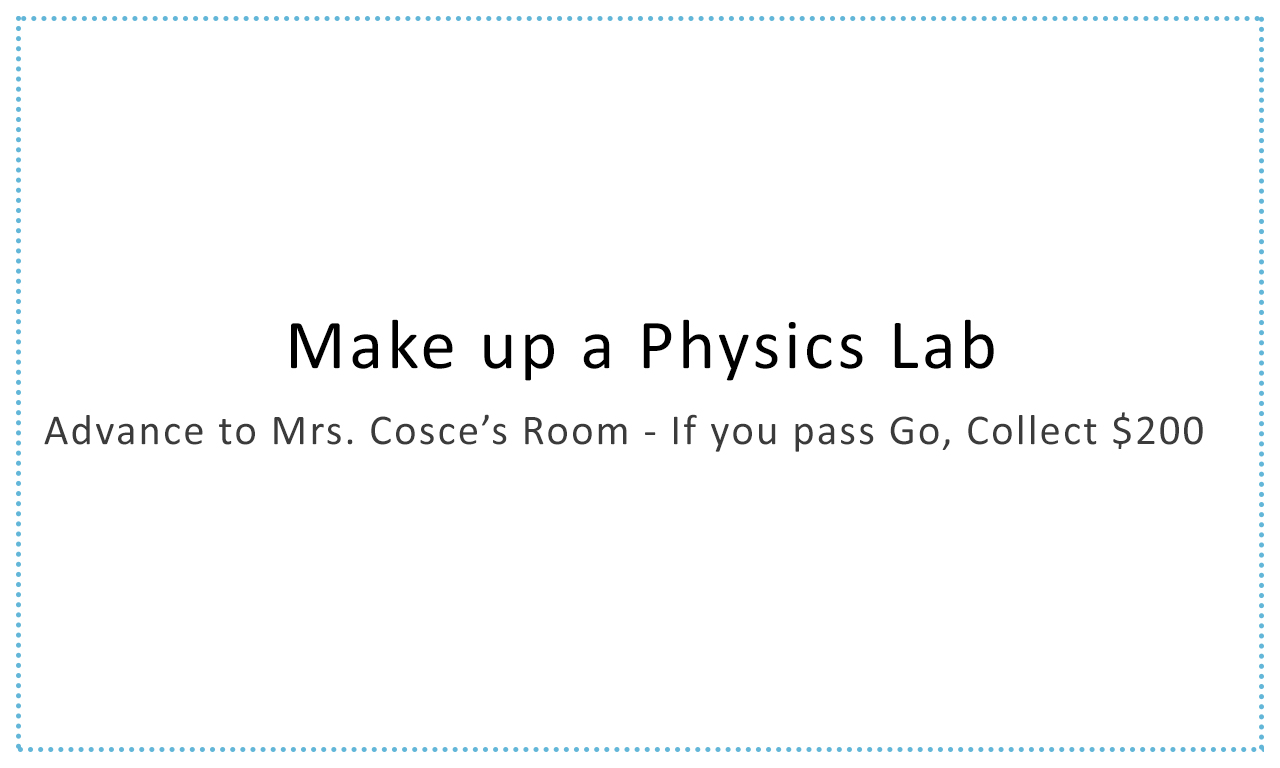 Make up a Physics Lab
Advance to Mrs. Cosce’s Room - If you pass Go, Collect $200